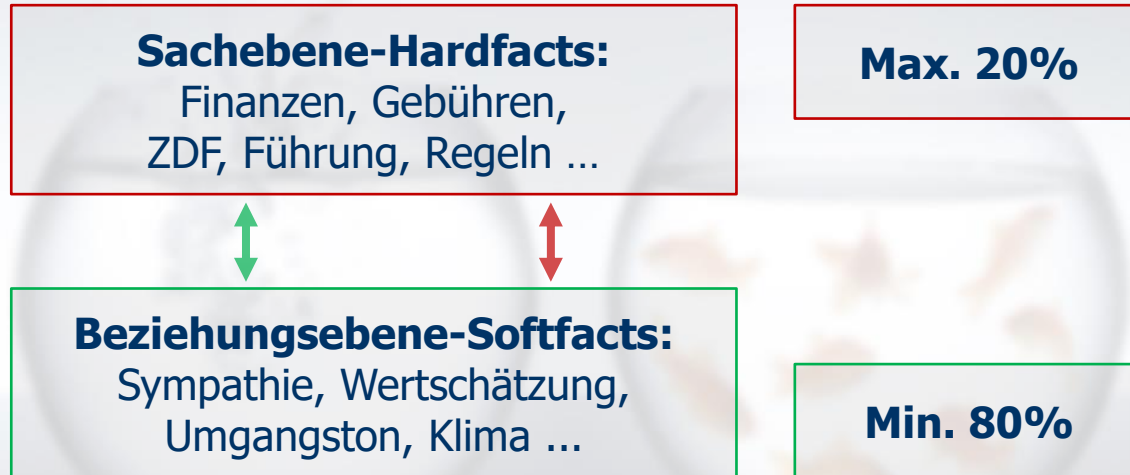 Sachebene-Hardfacts:
Finanzen, Gebühren,
ZDF, Führung, Regeln …
Max. 20%
Beziehungsebene-Softfacts:
Sympathie, Wertschätzung,
Umgangston, Klima ...
Min. 80%